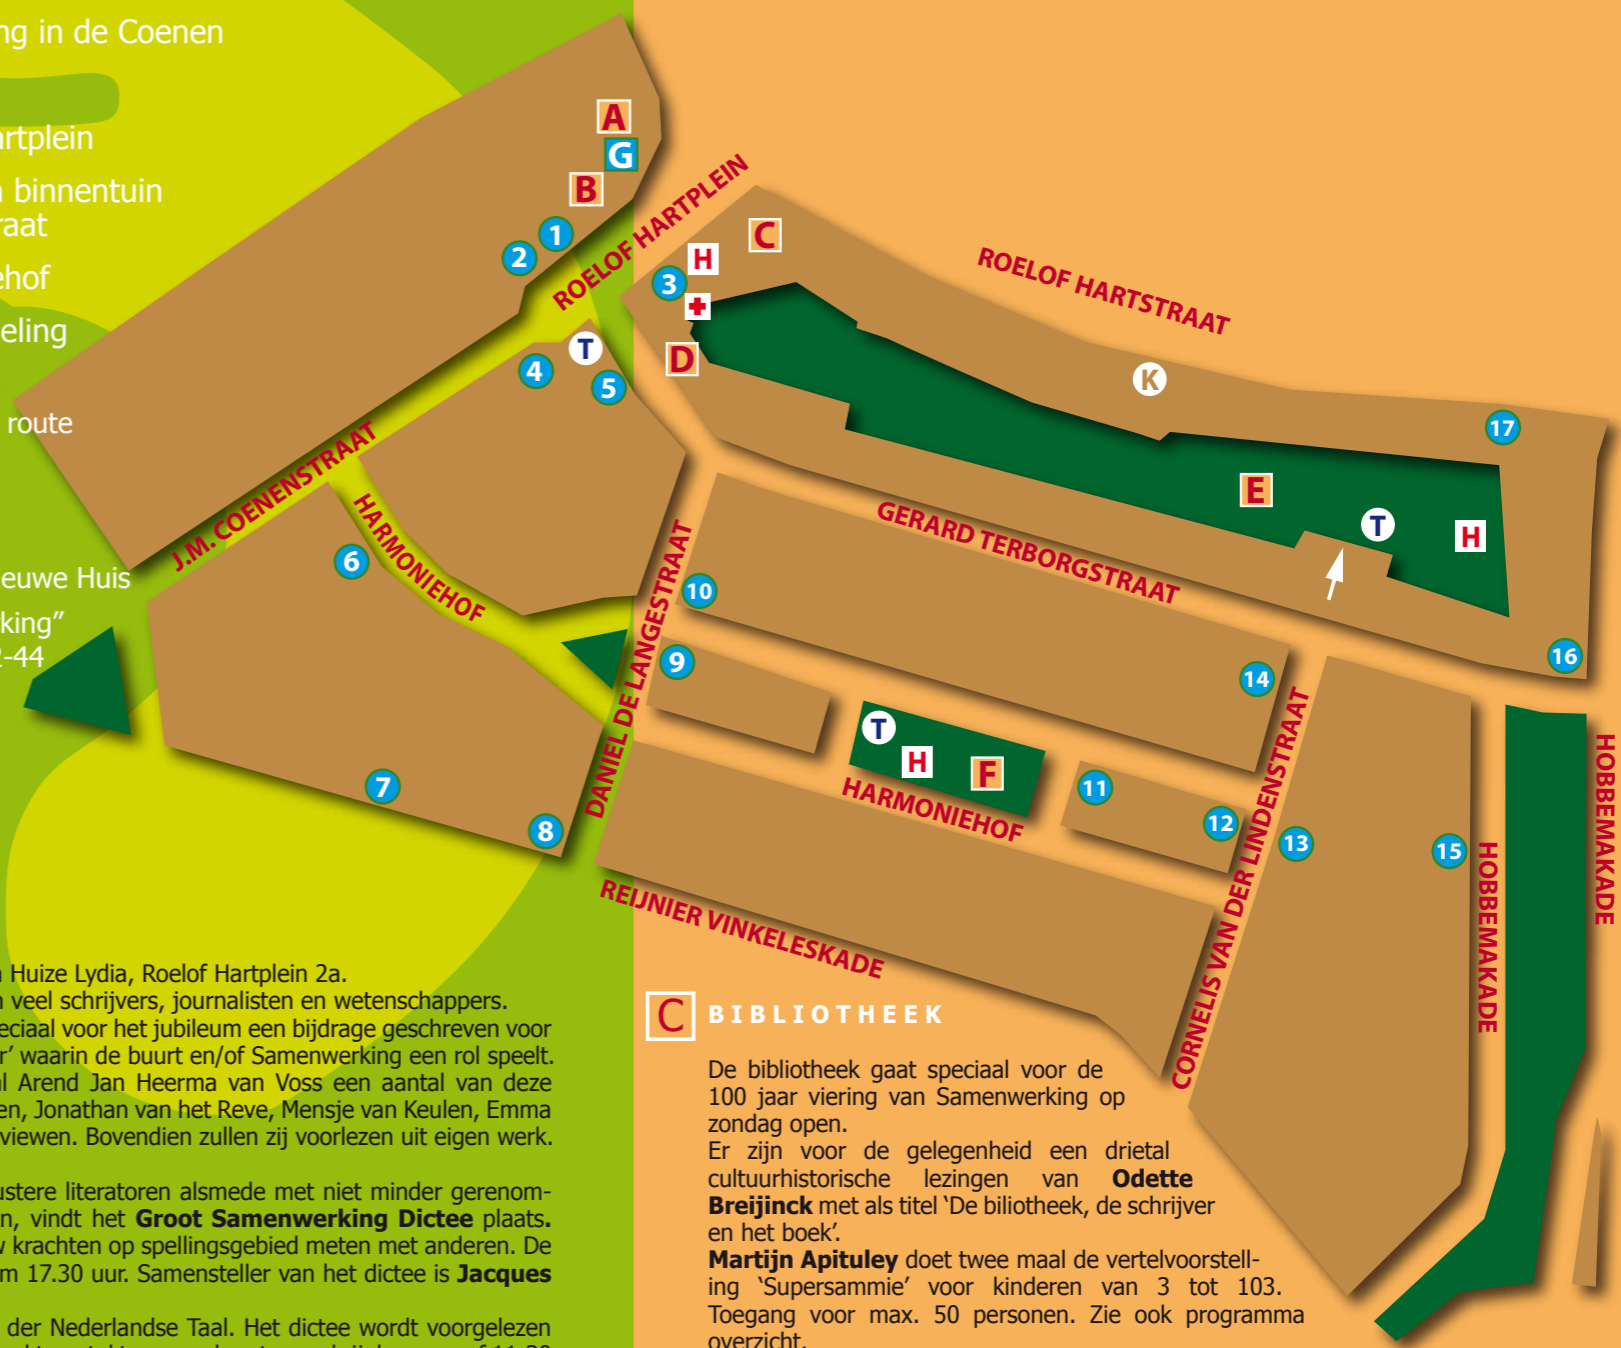 ng in de Coenen
artplein
binnentuin
raat
ehof
eling
route
euwe Huis
king”
2-44
A
G
B
1
2
ROELOF HARTPLEIN
C
H
3
D
ROELOF HARTSTRAAT
T
4
5
K
17
J.M. COENENSTRAAT
HARMONIEHOF
6
E
T
H
GERARD TERBORGSTRAAT
DANIEL DE LANGESTRAAT
10
9
14
16
T
H
F
HARMONIEHOF
11
12
13
CORNELIS VAN DER LINDENSTRAAT
15
HOBBEMAKADE
HOBBEMAKADE
7
8
REIJNIER VINKELESKADE
Huize Lydia, Roelof Hartplein 2a.
n veel schrijvers, journalisten en wetenschappers.
eciaal voor het jubileum een bijdrage geschreven voor
r’ waarin de buurt en/of Samenwerking een rol speelt.
al Arend Jan Heerma van Voss een aantal van deze
en, Jonathan van het Reve, Mensje van Keulen, Emma
viewen. Bovendien zullen zij voorlezen uit eigen werk.
ustere literatoren alsmede met niet minder gerenom-
n, vindt het Groot Samenwerking Dictee plaats.
w krachten op spellingsgebied meten met anderen. De
m 17.30 uur. Samensteller van het dictee is Jacques
der Nederlandse Taal. Het dictee wordt voorgelezen
C BIBLIOTHEEK
De bibliotheek gaat speciaal voor de
100 jaar viering van Samenwerking op
zondag open.
Er zijn voor de gelegenheid een drietal
cultuurhistorische lezingen van Odette
Breijinck met als titel ‘De biliotheek, de schrijver
en het boek’.
Martijn Apituley doet twee maal de vertelvoorstell-
ing ‘Supersammie’ voor kinderen van 3 tot 103.
Toegang voor max. 50 personen. Zie ook programma
overzicht.